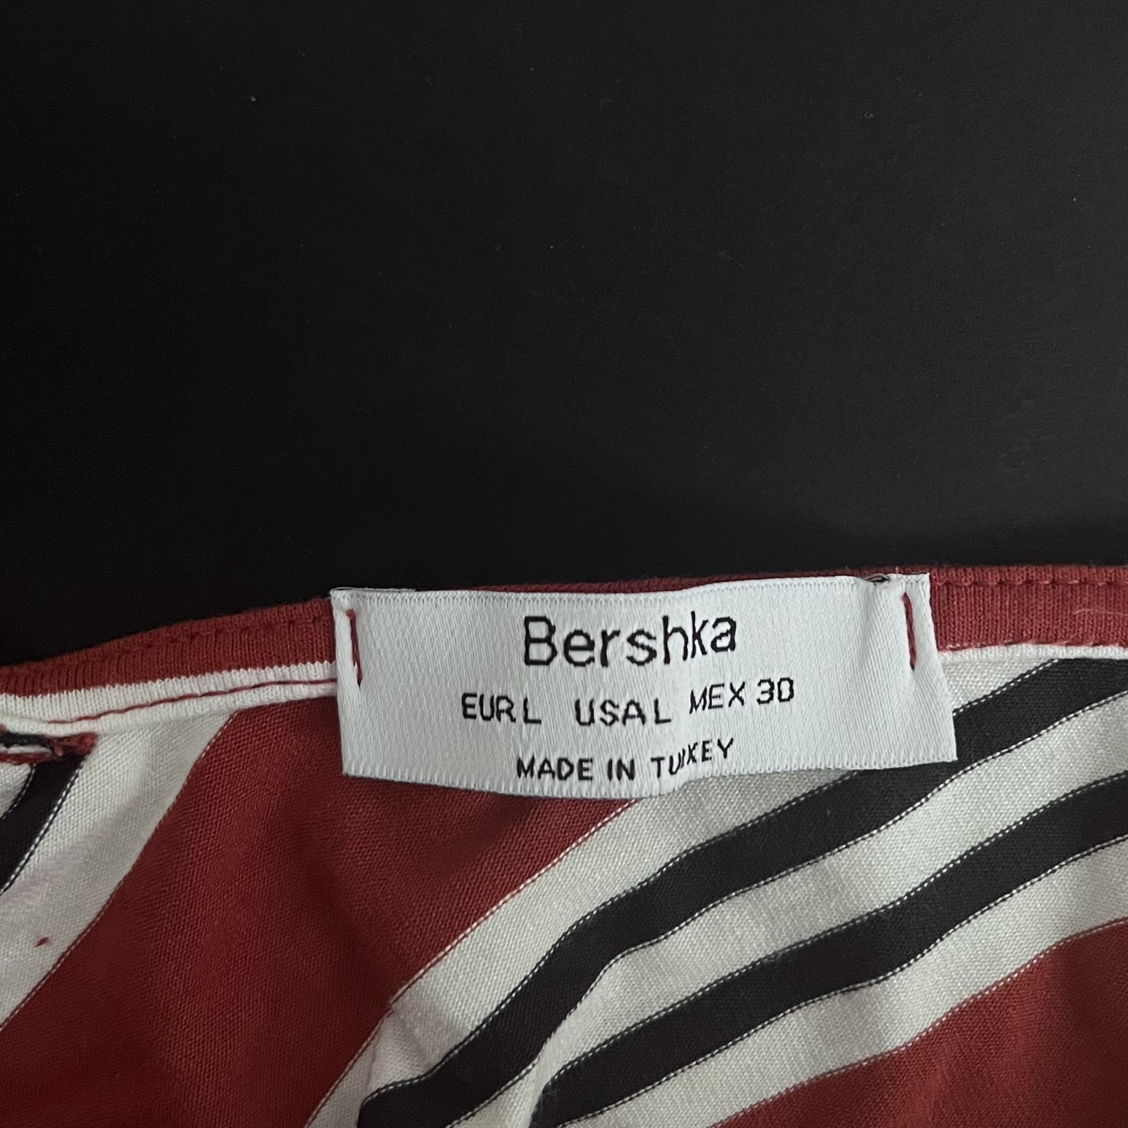 Bershka
EUR L USA L MEX 30
MADE IN TURKEY